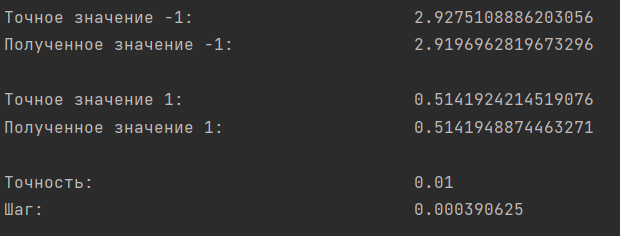 Точное значение -1: 2.9275108886203056
Полученное значение -1: 2.9196962819673296
Точное значение 1: 0.5141924214519076
Полученное значение 1: 0.5141948874463271
Точность: 0.01
Шаг: 0.000390625